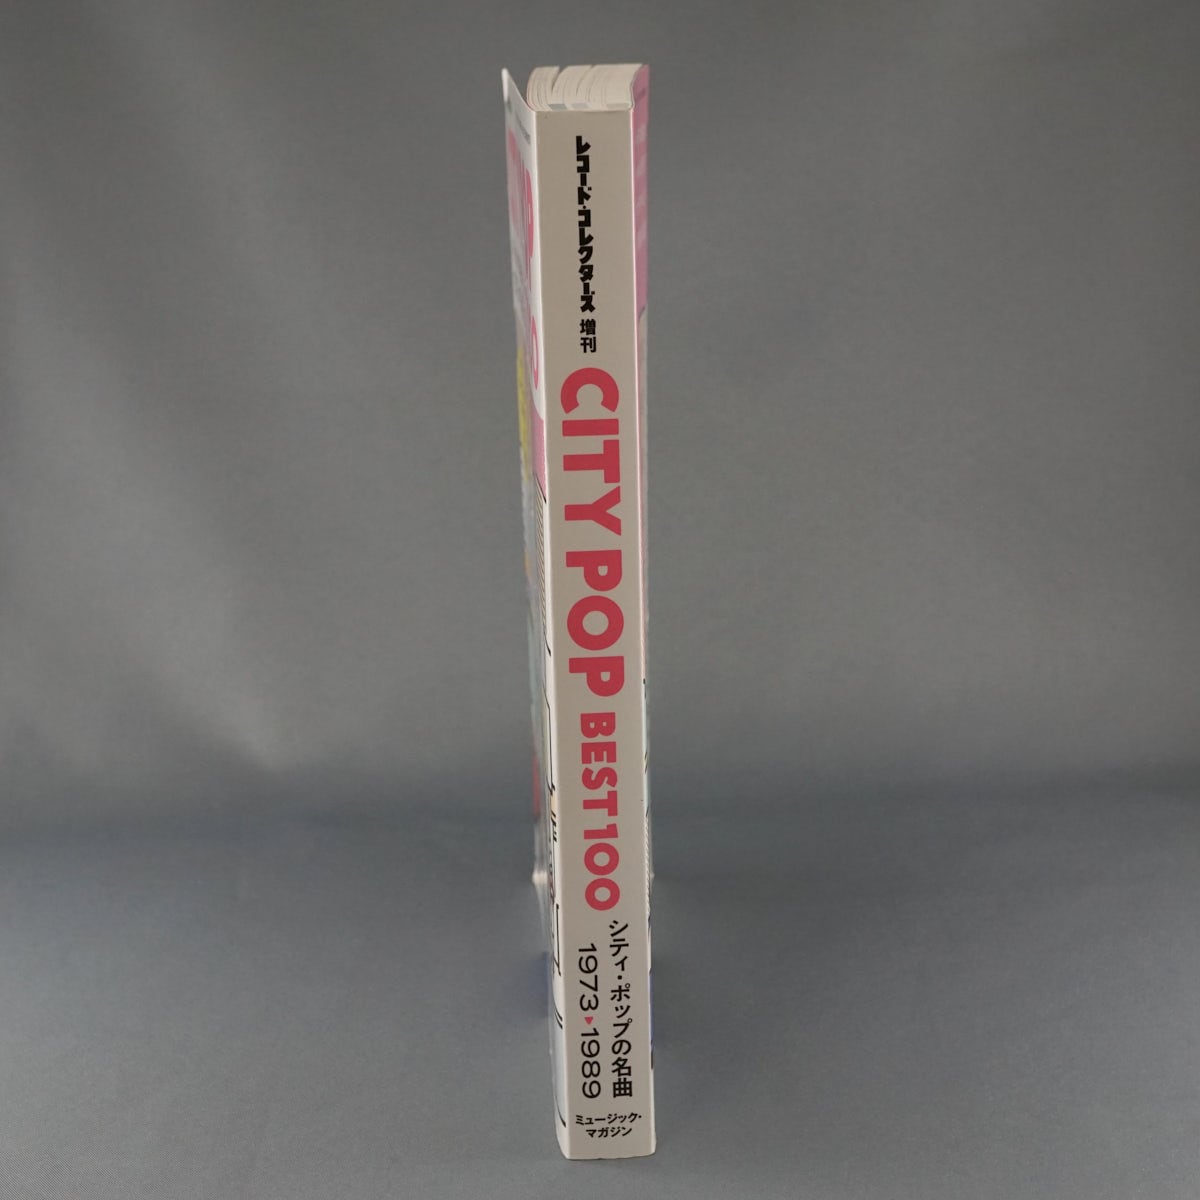 レコード・コレクターズ 増刊
CITY POP BEST 100
シティ・ポップの名曲
1973▶1989
ミュージック・
マガジン